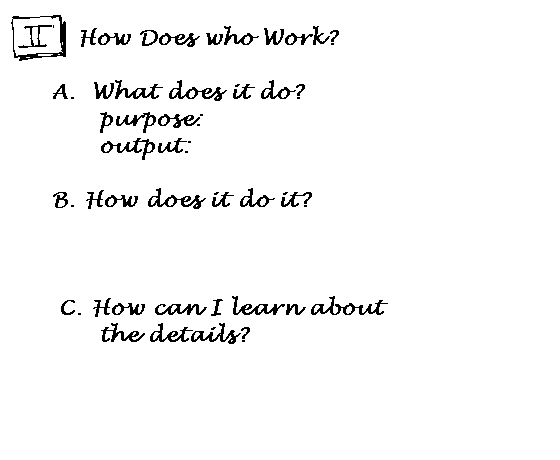 II How Does who Work?
A. What does it do?
purpose:
output:
B. How does it do it?
C. How can I learn about
the details?